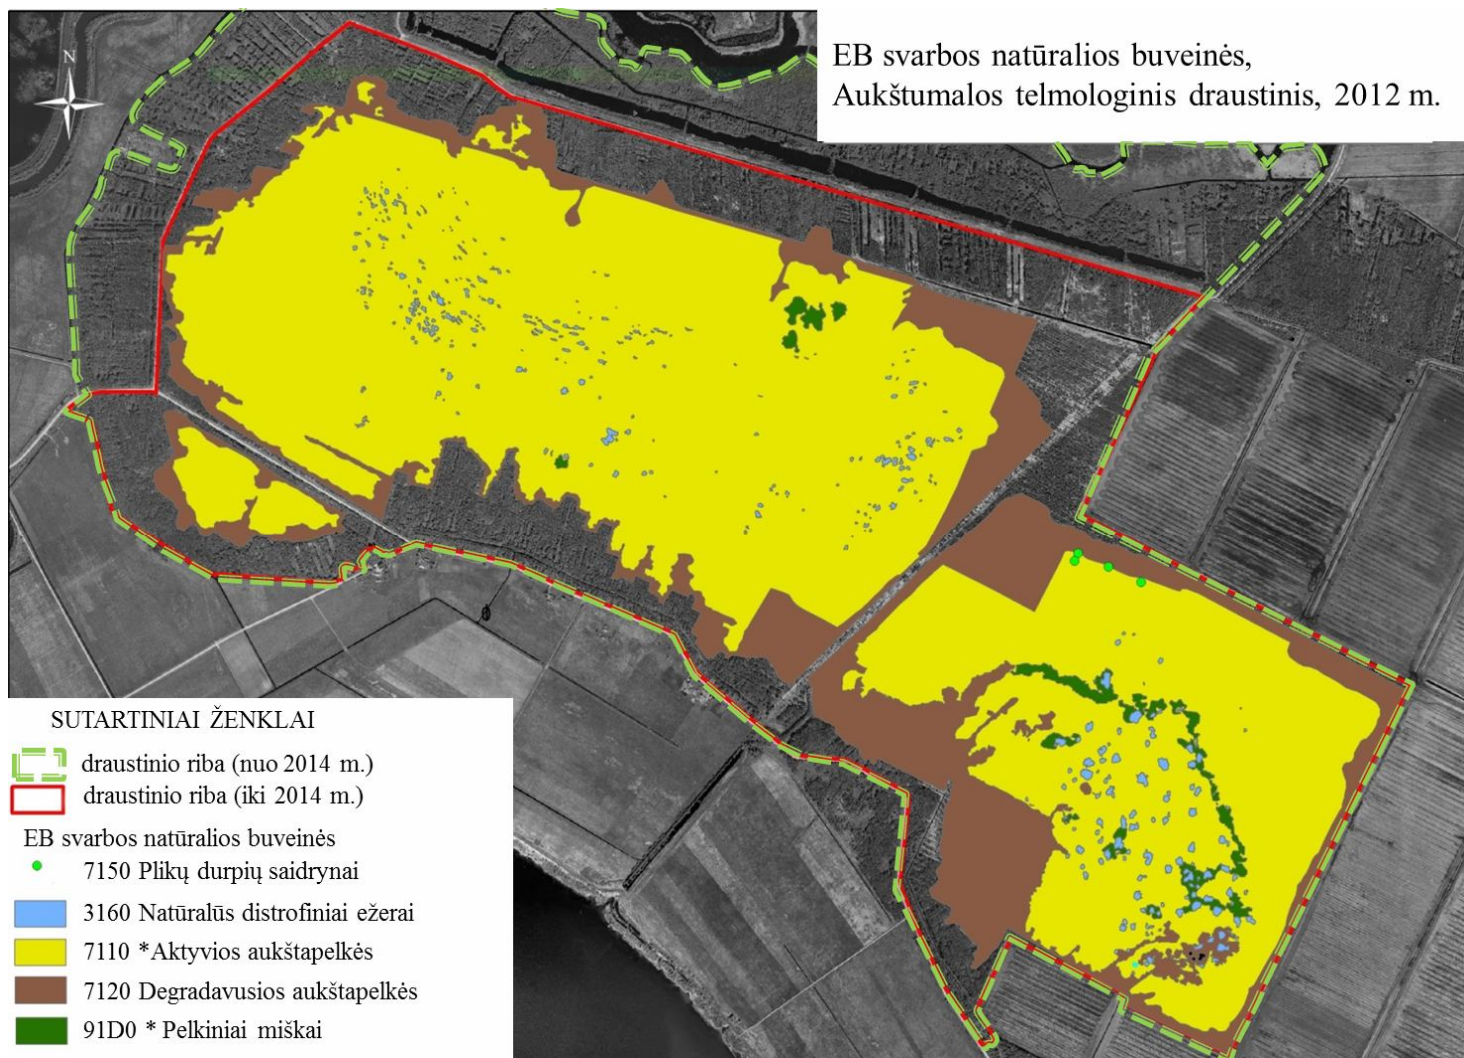 EB svarbos natūralios buveinės,
Aukštumalos telmologinis draustinis, 2012 m.
N
SUTARTINIAI ŽENKLAI
draustinio riba (nuo 2014 m.)
draustinio riba (iki 2014 m.)
EB svarbos natūralios buveinės
7150 Plikų durpių saidrynai
3160 Natūralūs distrofiniai ežerai
7110 *Aktyvios aukštapelkės
7120 Degradavusios aukštapelkės
91D0 * Pelkiniai miškai